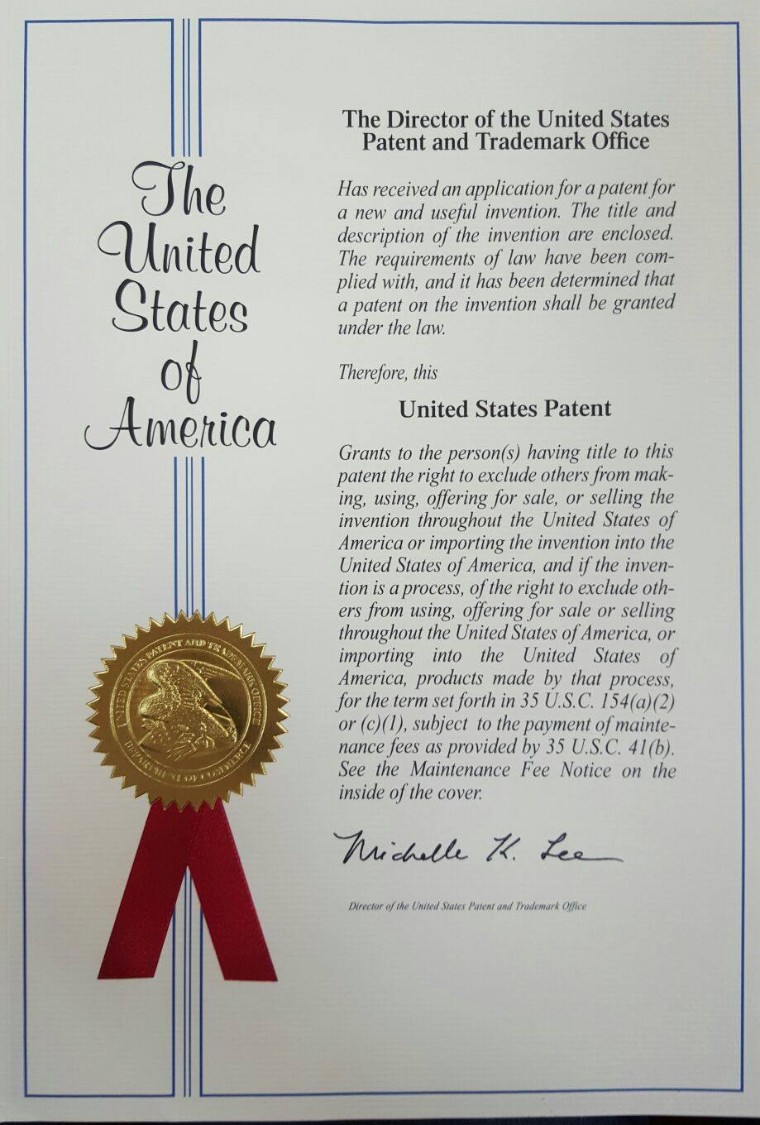 The
United
States
of
America
The Director of the United States
Patent and Trademark Office
Has received an application for a patent for
a new and useful invention. The title and
description of the invention are enclosed.
The requirements of law have been com-
plied with, and it has been determined that
a patent on the invention shall be granted
under the law.
Therefore, this
United States Patent
Grants to the person(s) having title to this
patent the right to exclude others from mak-
ing, using, offering for sale, or selling the
invention throughout the United States of
America or importing the invention into the
United States of America, and if the inven-
tion is a process, of the right to exclude oth-
ers from using, offering for sale or selling
throughout the United States of America, or
importing into the United States of
America, products made by that process,
for the term set forth in 35 U.S.C. 154(a)(2)
or (c)(1), subject to the payment of mainte-
nance fees as provided by 35 U.S.C. 41(b).
See the Maintenance Fee Notice on the
inside of the cover.
Michelle K. Lee
Director of the United States Patent and Trademark Office
UNITED STATES PATENT AND TRADEMARK OFFICE
DEPARTMENT OF COMMERCE